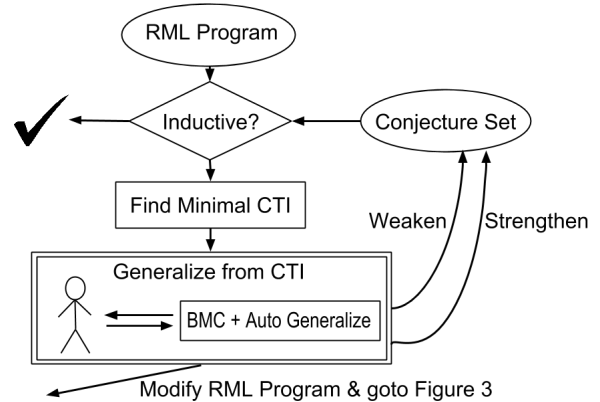 RML Program
Inductive?
Conjecture Set
Find Minimal CTI
Weaken
Strengthen
Generalize from CTI
BMC + Auto Generalize
Modify RML Program & goto Figure 3